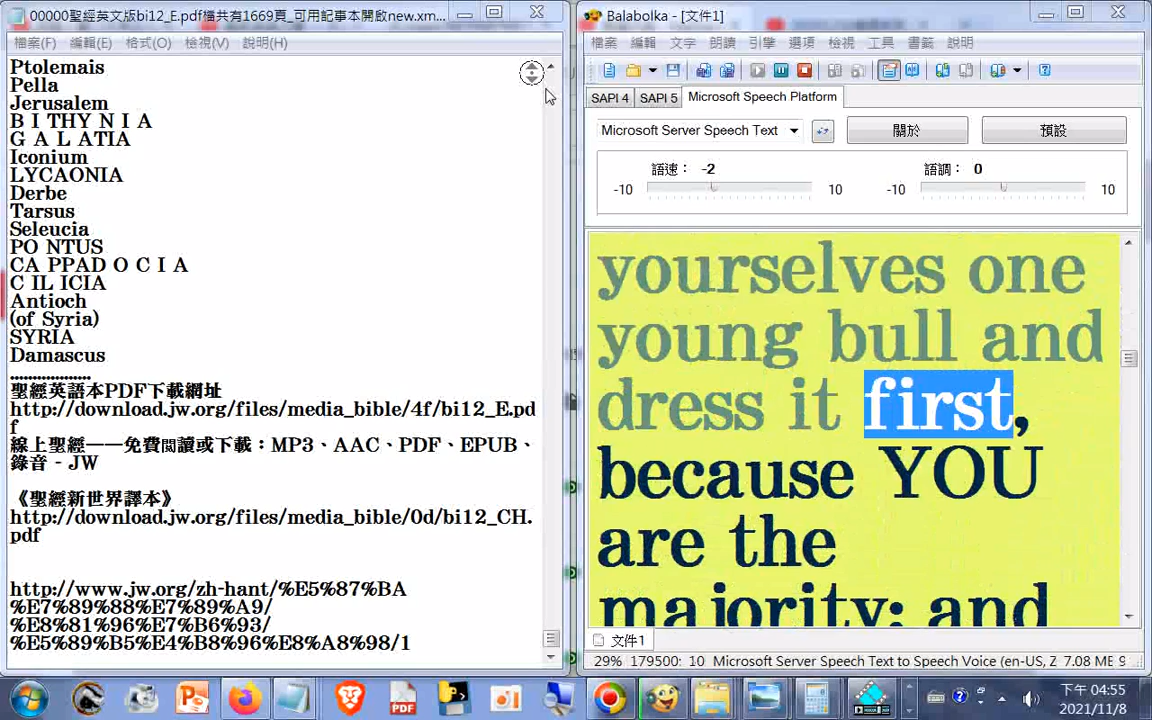 00000聖經英文版bi12_E.pdf檔共有1669頁_可用記事本開啟new.xm...
檔案(F) 編輯(E) 格式(O) 檢視(V) 說明(H)
Ptolemais
Pella
Jerusalem
B I THY N I A
G A L ATIA
Iconium
LYCAONIA
Derbe
Tarsus
Seleucia
PO NTUS
CA PPAD O C I A
C IL ICIA
Antioch
(of Syria)
SYRIA
Damascus
..................
聖經英語本PDF下載網址
http://download.jw.org/files/media_bible/4f/bi12_E.pd
f
線上聖經——免費閱讀或下載：MP3、AAC、PDF、EPUB、
錄音 - JW
《聖經新世界譯本》
http://download.jw.org/files/media_bible/0d/bi12_CH.
pdf
http://www.jw.org/zh-hant/%E5%87%BA
%E7%89%88%E7%89%A9/
%E8%81%96%E7%B6%93/
%E5%89%B5%E4%B8%96%E8%A8%98/1
Balabolka - [文件1]
檔案 編輯 文字 朗讀 引擎 選項 檢視 工具 書籤 說明
SAPI 4 SAPI 5 Microsoft Speech Platform
Microsoft Server Speech Text 關於 預設
語速： -2 語調： 0
-10 10 -10 10
yourselves one
young bull and
dress it first,
because YOU
are the
majority; and
文件1
29% 179500: 10 Microsoft Server Speech Text to Speech Voice (en-US, Z 7.08 ME 9
PDF
下午 04:55
2021/11/8